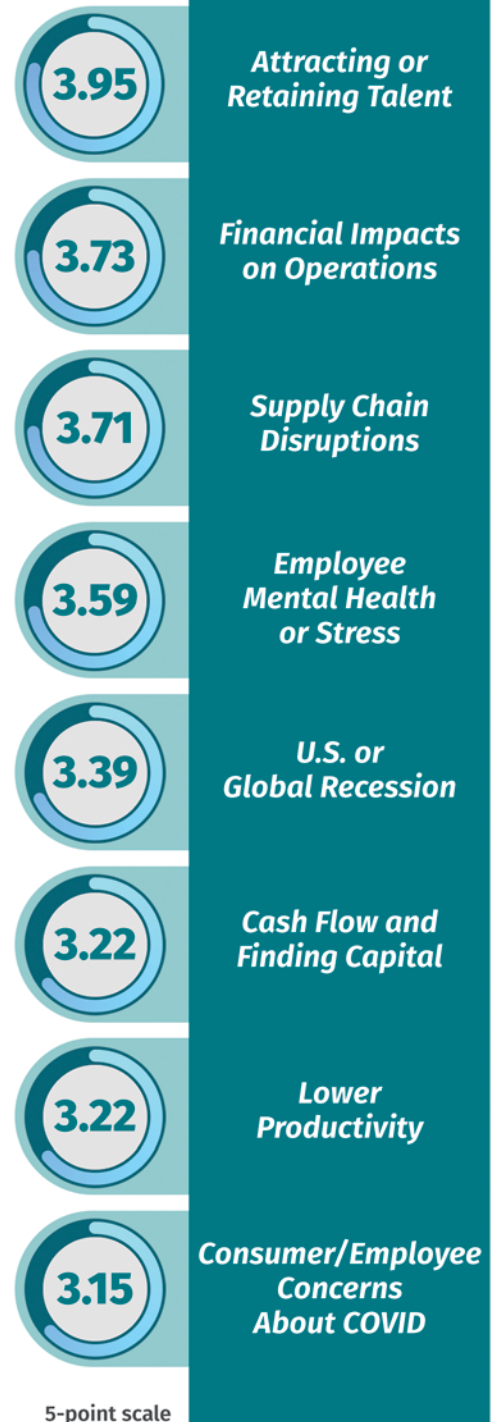 3.95
Attracting or
Retaining Talent
3.73
Financial Impacts
on Operations
3.71
Supply Chain
Disruptions
3.59
Employee
Mental Health
or Stress
3.39
U.S. or
Global Recession
3.22
Cash Flow and
Finding Capital
3.22
Lower
Productivity
3.15
Consumer/Employee
Concerns
About COVID
5-point scale